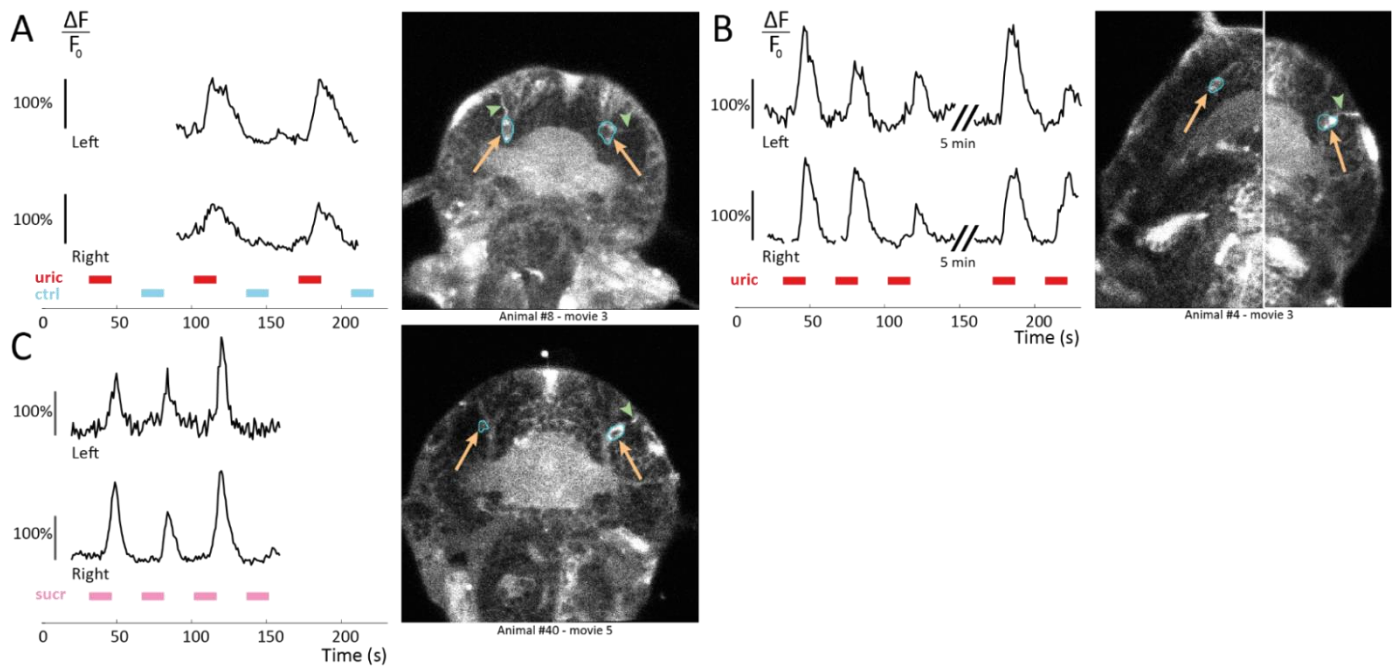 A
ΔF
F₀
100%
Left
100%
Right
uric
ctrl
0 50 100 150 200
Animal #8 - movie 3
B
ΔF
F₀
100%
Left
5 min
100%
Right
5 min
uric
0 50 100 150 200
Time (s)
Animal #4 - movie 3
C
100%
Left
100%
Right
sucr
0 50 100 150 200
Time (s)
Animal #40 - movie 5